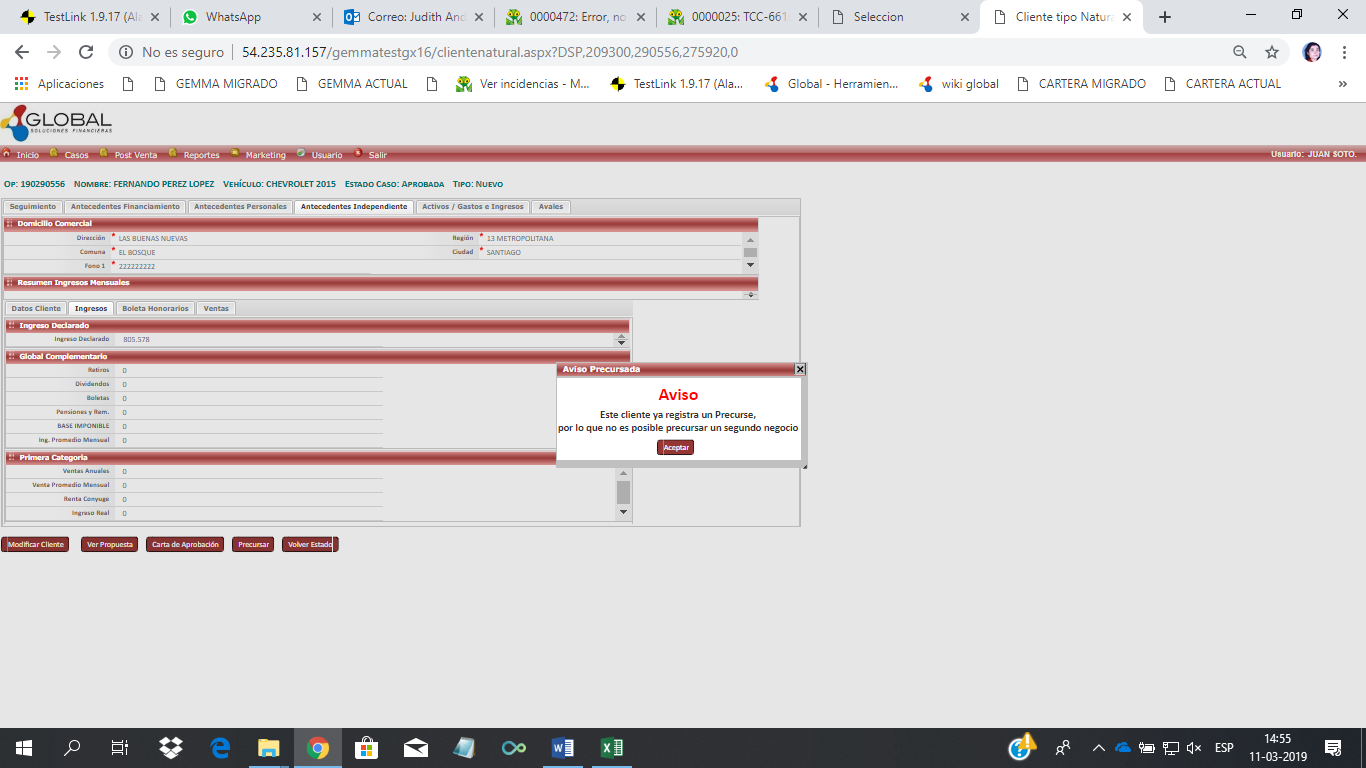 TestLink 1.9.17 (Ala
WhatsApp
Correo: Judith And
0000472: Error, no
0000025: TCC-661
Seleccion
Cliente tipo Natura
No es seguro | 54.235.81.157/gemmatestgx16/clientenatural.aspx?DSP,209300,290556,275920,0
Aplicaciones
GEMMA MIGRADO
GEMMA ACTUAL
Ver incidencias - M...
TestLink 1.9.17 (Ala...
Global - Herramien...
wiki global
CARTERA MIGRADO
CARTERA ACTUAL
»
GLOBAL
SOLUCIONES FINANCIERAS
Inicio Casos Post Venta Reportes Marketing Usuario Salir
Usuario: JUAN SOTO.
OP: 190290556 NOMBRE: FERNANDO PEREZ LOPEZ VEHÍCULO: CHEVROLET 2015 ESTADO CASO: APROBADA TIPO: NUEVO
Seguimiento Antecedentes Financiamiento Antecedentes Personales Antecedentes Independiente Activos / Gastos e Ingresos Avales
Domicilio Comercial
Dirección * LAS BUENAS NUEVAS Región * 13 METROPOLITANA
Comuna * EL BOSQUE Ciudad * SANTIAGO
Fono 1 * 222222222
Resumen Ingresos Mensuales
Datos Cliente Ingresos Boleta Honorarios Ventas
Ingreso Declarado
Ingreso Declarado 805.578
Global Complementario
Retiros 0
Dividendos 0
Boletas 0
Pensiones y Rem. 0
BASE IMPONIBLE 0
Ing. Promedio Mensual 0
Primera Categoria
Ventas Anuales 0
Venta Promedio Mensual 0
Renta Conyuge 0
Ingreso Real 0
Aviso Precursada
Aviso
Este cliente ya registra un Precurse,
por lo que no es posible precursar un segundo negocio
Aceptar
Modificar Cliente Ver Propuesta Carta de Aprobación Precursar Volver Estado
ESP
14:55
11-03-2019